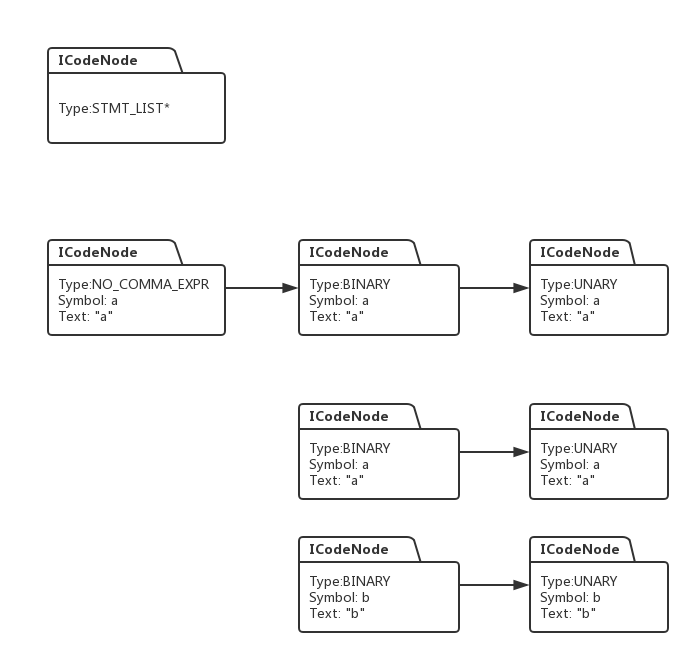 ICodeNode
Type:STMT_LIST*
ICodeNode
Type:NO_COMMA_EXPR
Symbol: a
Text: "a"
ICodeNode
Type:BINARY
Symbol: a
Text: "a"
ICodeNode
Type:UNARY
Symbol: a
Text: "a"
ICodeNode
Type:BINARY
Symbol: a
Text: "a"
ICodeNode
Type:UNARY
Symbol: a
Text: "a"
ICodeNode
Type:BINARY
Symbol: b
Text: "b"
ICodeNode
Type:UNARY
Symbol: b
Text: "b"